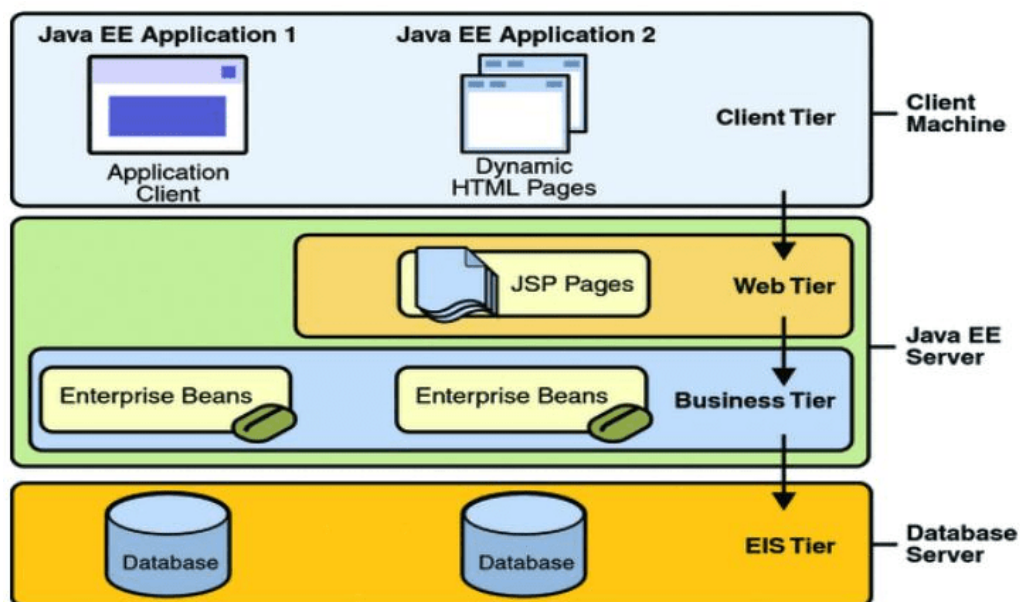 Java EE Application 1
Java EE Application 2
Application
Client
Dynamic
HTML Pages
Client Tier
Client
Machine
JSP Pages
Web Tier
Java EE
Server
Enterprise Beans
Enterprise Beans
Business Tier
Database
Database
EIS Tier
Database
Server